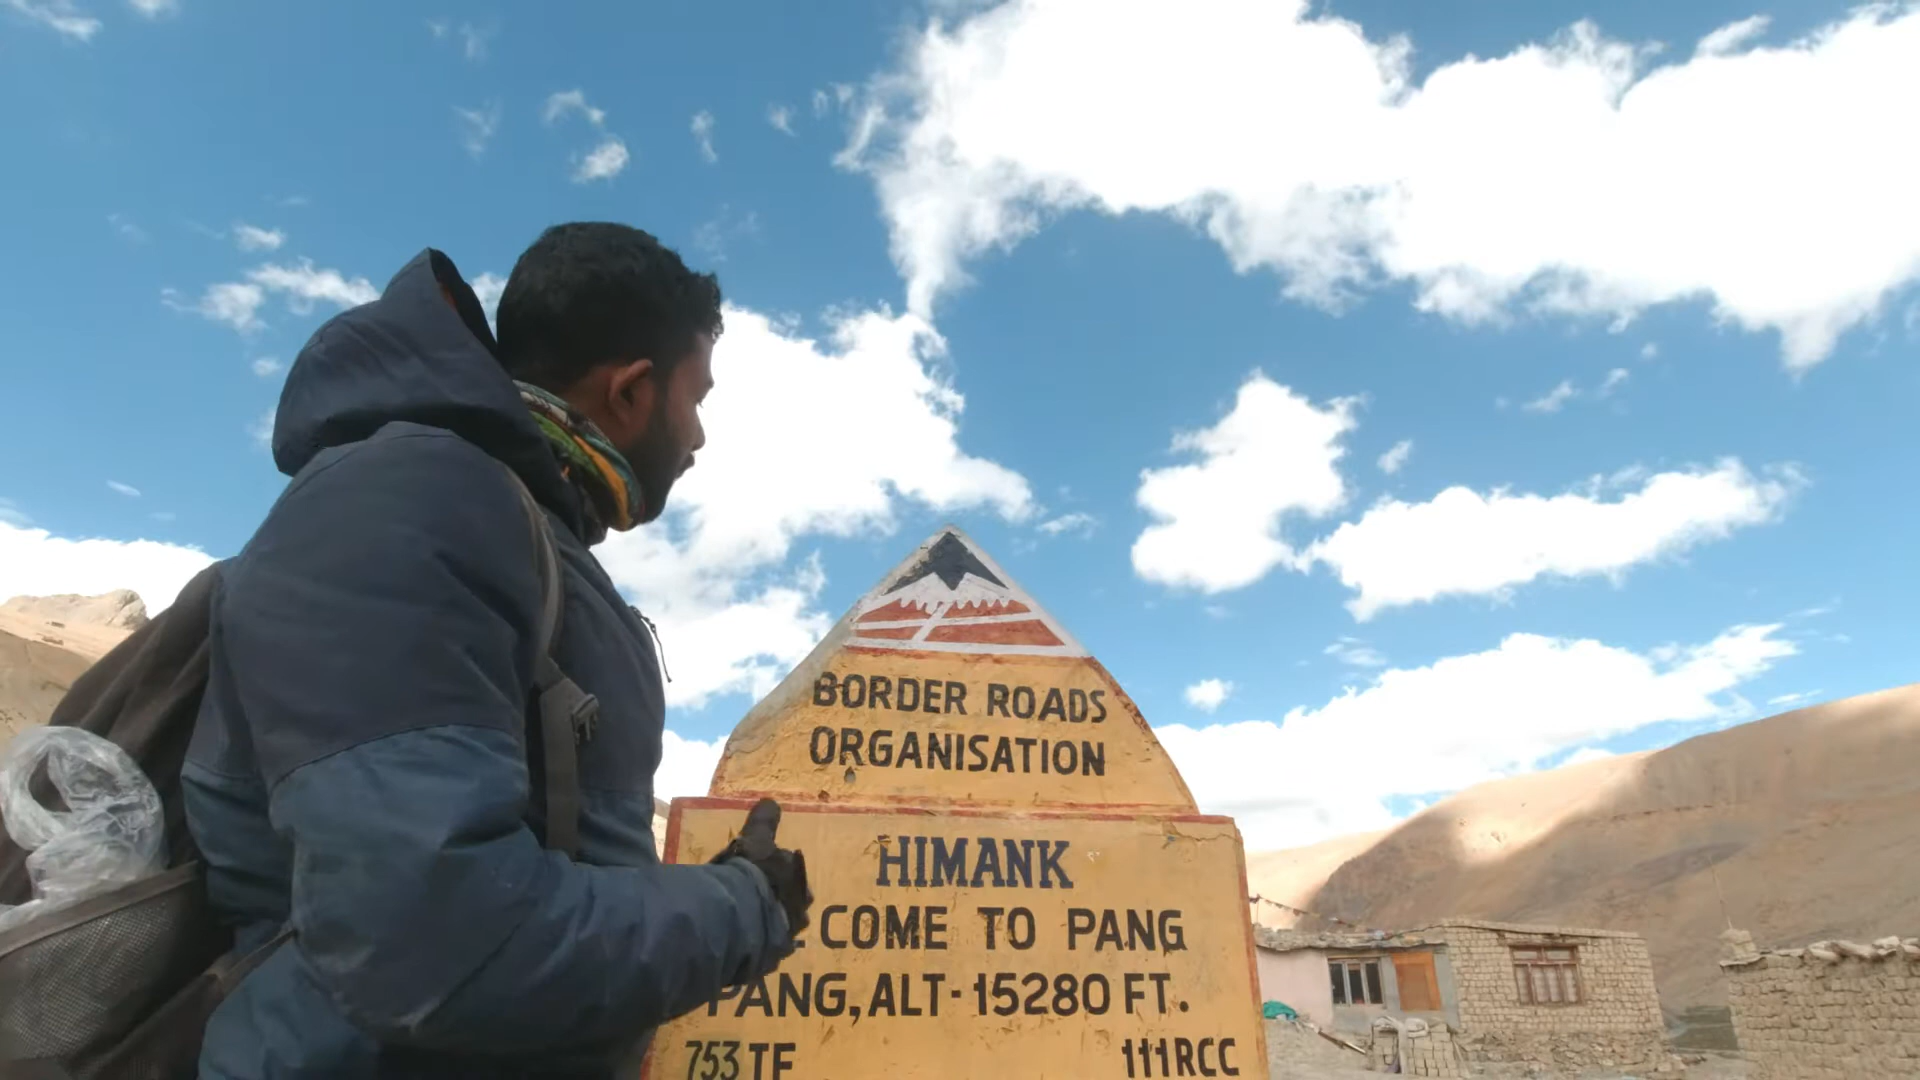 BORDER ROADS
ORGANISATION
HIMANK
COME TO PANG
PANG, ALT-15280 FT.
753 TF 111RCC